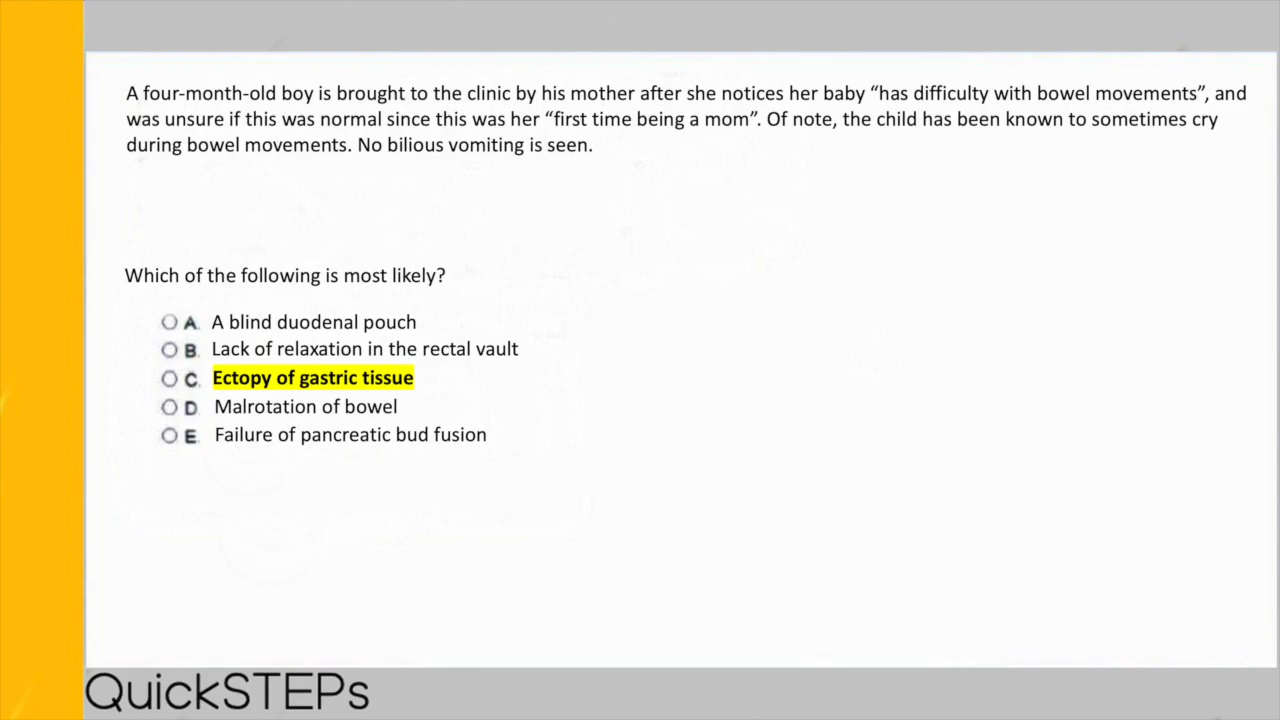 A four-month-old boy is brought to the clinic by his mother after she notices her baby “has difficulty with bowel movements”, and
was unsure if this was normal since this was her “first time being a mom”. Of note, the child has been known to sometimes cry
during bowel movements. No bilious vomiting is seen.
Which of the following is most likely?
A. A blind duodenal pouch
B. Lack of relaxation in the rectal vault
C. Ectopy of gastric tissue
D. Malrotation of bowel
E. Failure of pancreatic bud fusion
QuickSTEPs